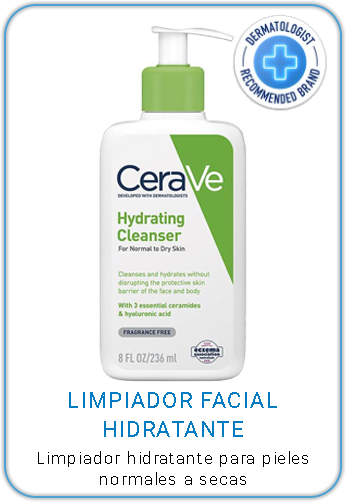 DERMATOLOGIST
RECOMMENDED BRAND
CeraVe
DEVELOPED WITH DERMATOLOGISTS
Hydrating
Cleanser
For Normal to Dry Skin
Cleanses and hydrates without
disrupting the protective skin
barrier of the face and body
With 3 essential ceramides
& hyaluronic acid
FRAGRANCE FREE
eczema
association
8 FL OZ/236 ml
LIMPIADOR FACIAL
HIDRATANTE
Limpiador hidratante para pieles
normales a secas